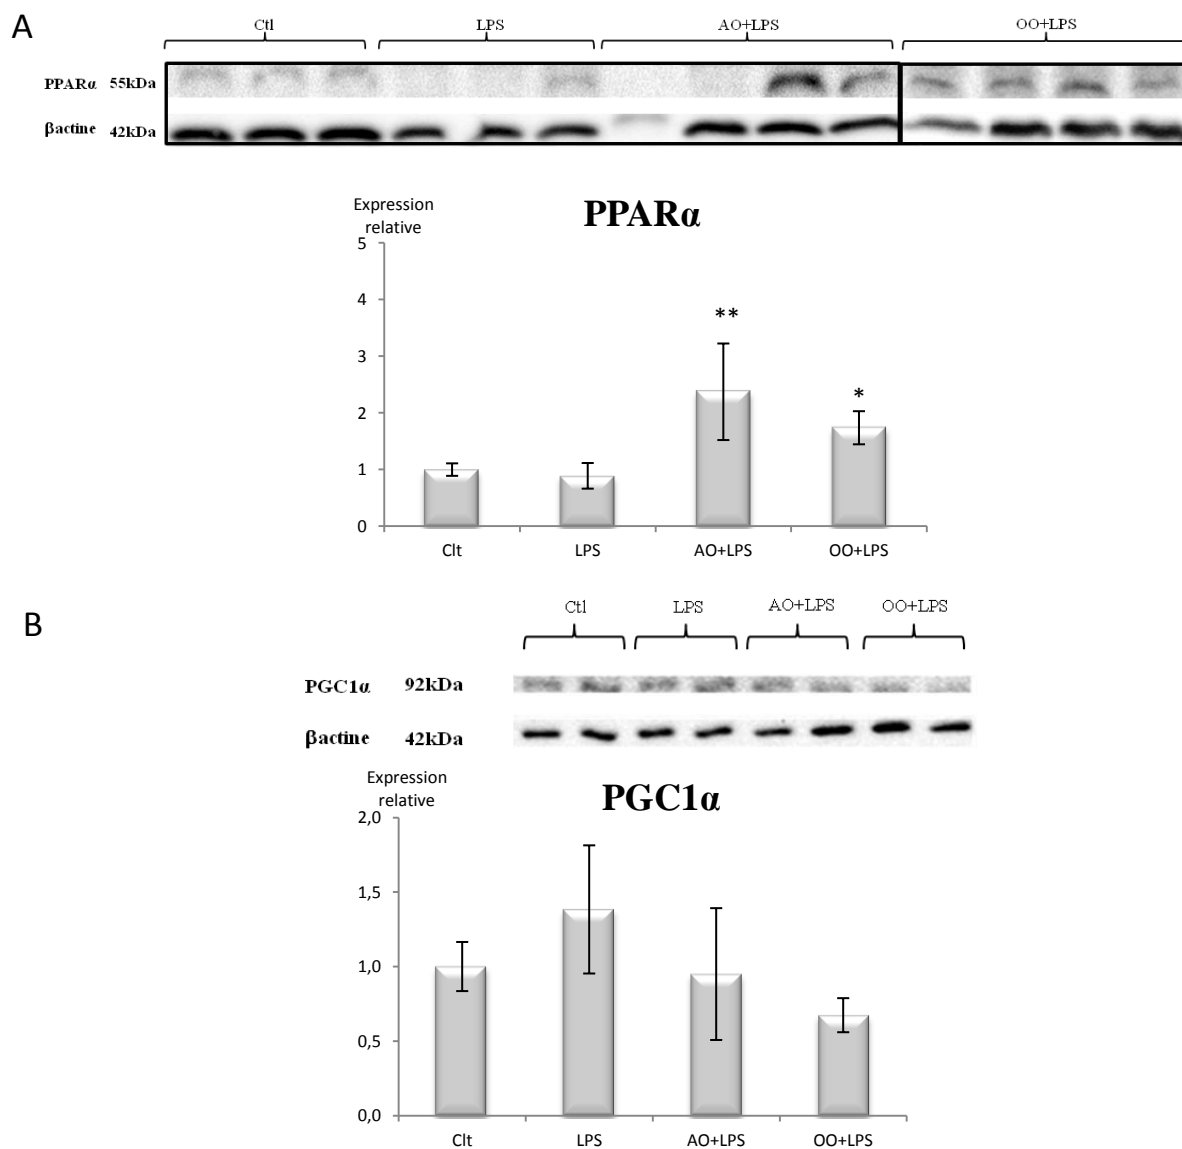 A
Ctl LPS AO+LPS OO+LPS
PPARα 55kDa
βactine 42kDa
Expression
relative
PPARα
5
4
3
2
1
0
**
*
Clt LPS AO+LPS OO+LPS
B
Ctl LPS AO+LPS OO+LPS
PGC1α 92kDa
βactine 42kDa
Expression
relative
PGC1α
2,0
1,5
1,0
0,5
0,0
Clt LPS AO+LPS OO+LPS